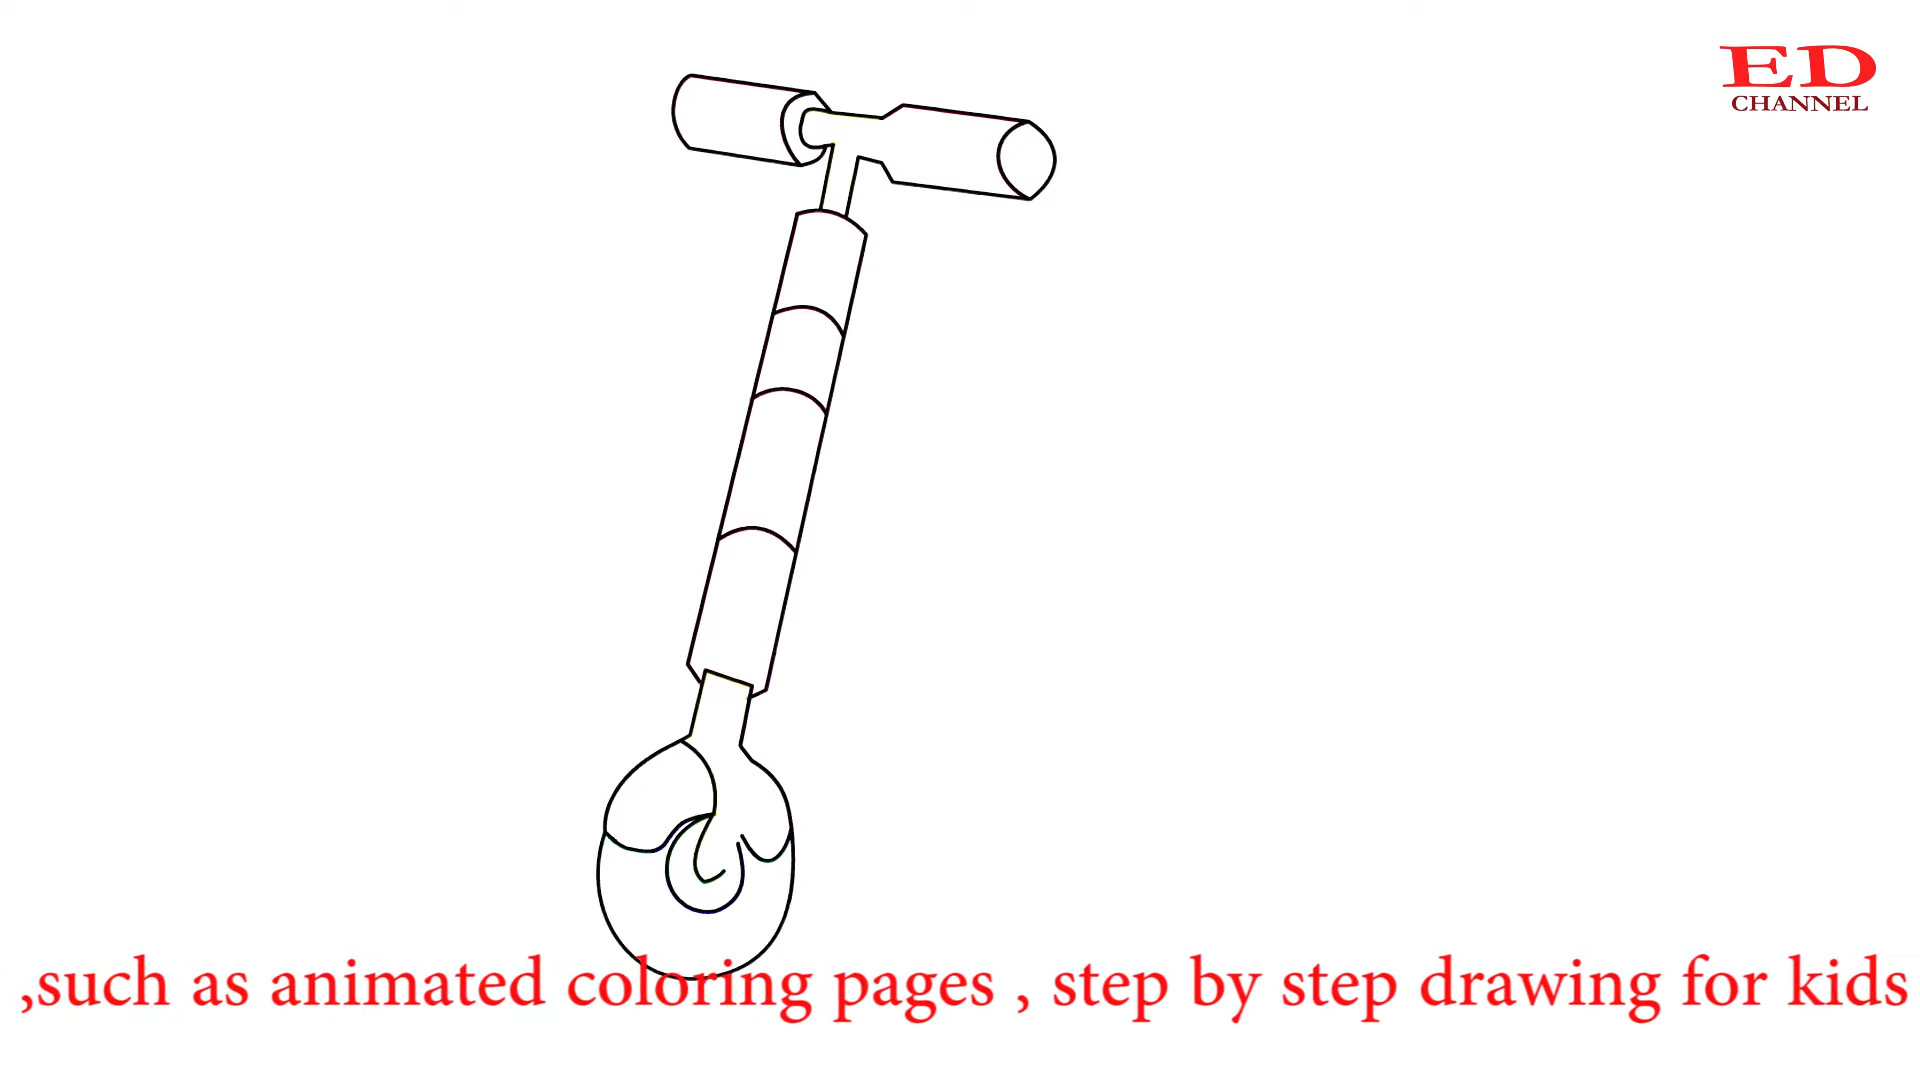 ED
CHANNEL
,such as animated coloring pages , step by step drawing for kids